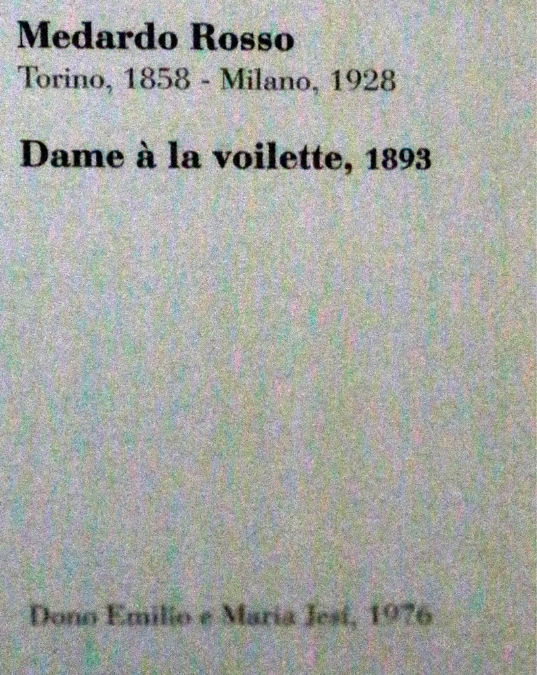 Medardo Rosso
Torino, 1858 - Milano, 1928
Dame à la voilette, 1893
Dono Emilio e Maria Jesi, 1976